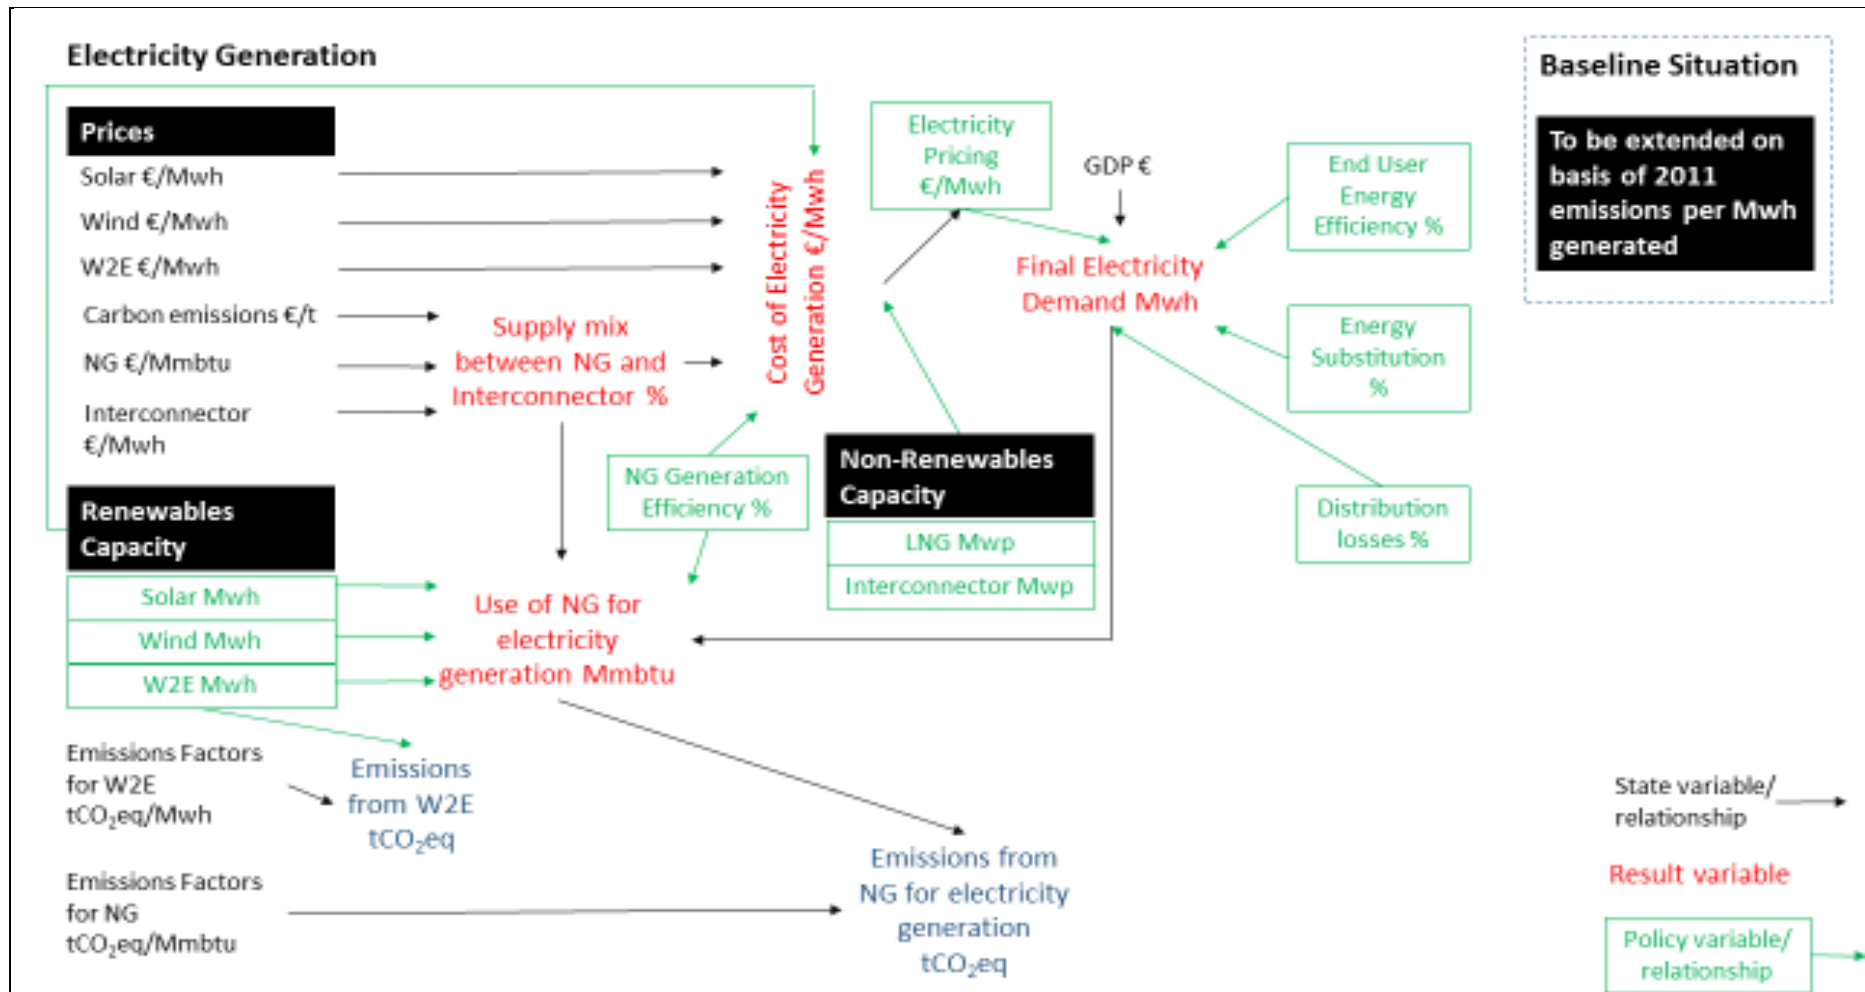 Electricity Generation
Prices
Solar €/Mwh
Wind €/Mwh
W2E €/Mwh
Carbon emissions €/t
NG €/Mmbtu
Interconnector
€/Mwh
Supply mix
between NG and
Interconnector %
Cost of Electricity
Generation €/Mwh
Electricity
Pricing
€/Mwh
GDP €
Final Electricity
Demand Mwh
End User
Energy
Efficiency %
Energy
Substitution
%
Distribution
losses %
Baseline Situation
To be extended on
basis of 2011
emissions per Mwh
generated
Renewables
Capacity
Solar Mwh
Wind Mwh
W2E Mwh
NG Generation
Efficiency %
Non-Renewables
Capacity
LNG Mwp
Interconnector Mwp
Use of NG for
electricity
generation Mmbtu
Emissions Factors
for W2E
tCO₂eq/Mwh
Emissions
from W2E
tCO₂eq
Emissions Factors
for NG
tCO₂eq/Mmbtu
Emissions from
NG for electricity
generation
tCO₂eq
State variable/
relationship
Result variable
Policy variable/
relationship